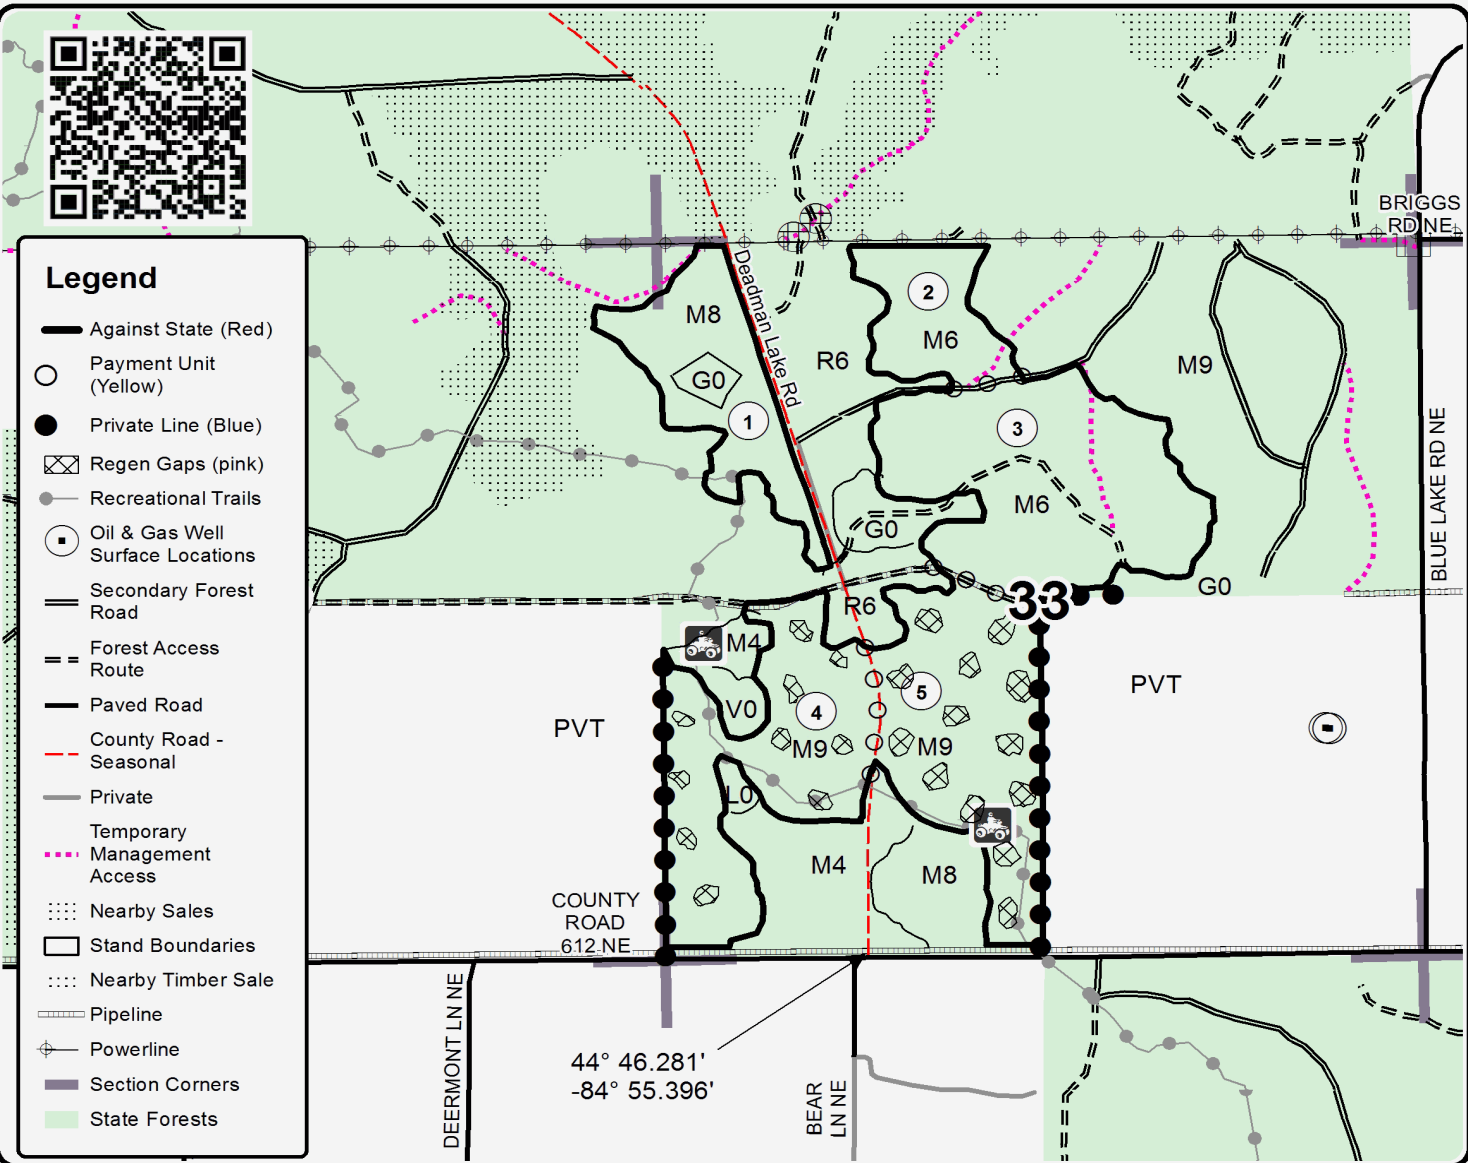 Legend
Against State (Red)
Payment Unit
(Yellow)
Private Line (Blue)
Regen Gaps (pink)
Recreational Trails
Oil & Gas Well
Surface Locations
Secondary Forest
Road
Forest Access
Route
Paved Road
County Road -
Seasonal
Private
Temporary
Management
Access
Nearby Sales
Stand Boundaries
Nearby Timber Sale
Pipeline
Powerline
Section Corners
State Forests
BRIGGS
RD NE
Deadman Lake Rd
M8
G0
1
R6
2
M6
M9
3
M6
G0
G0
BLUE LAKE RD NE
33
R6
M4
V0
4
M9
5
M9
L0
M4
M8
PVT
PVT
COUNTY
ROAD
612 NE
DEERMONT LN NE
44° 46.281'
-84° 55.396'
BEAR
LN NE